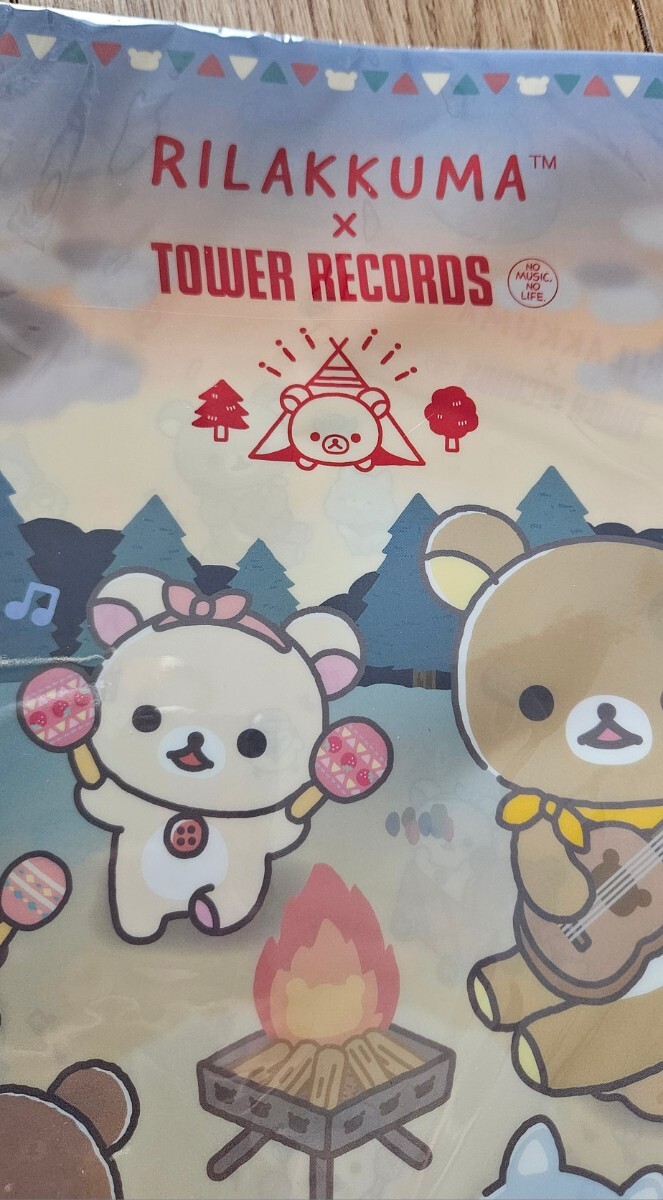 RILAKKUMA™
×
TOWER RECORDS
NO
MUSIC.
NO
LIFE.